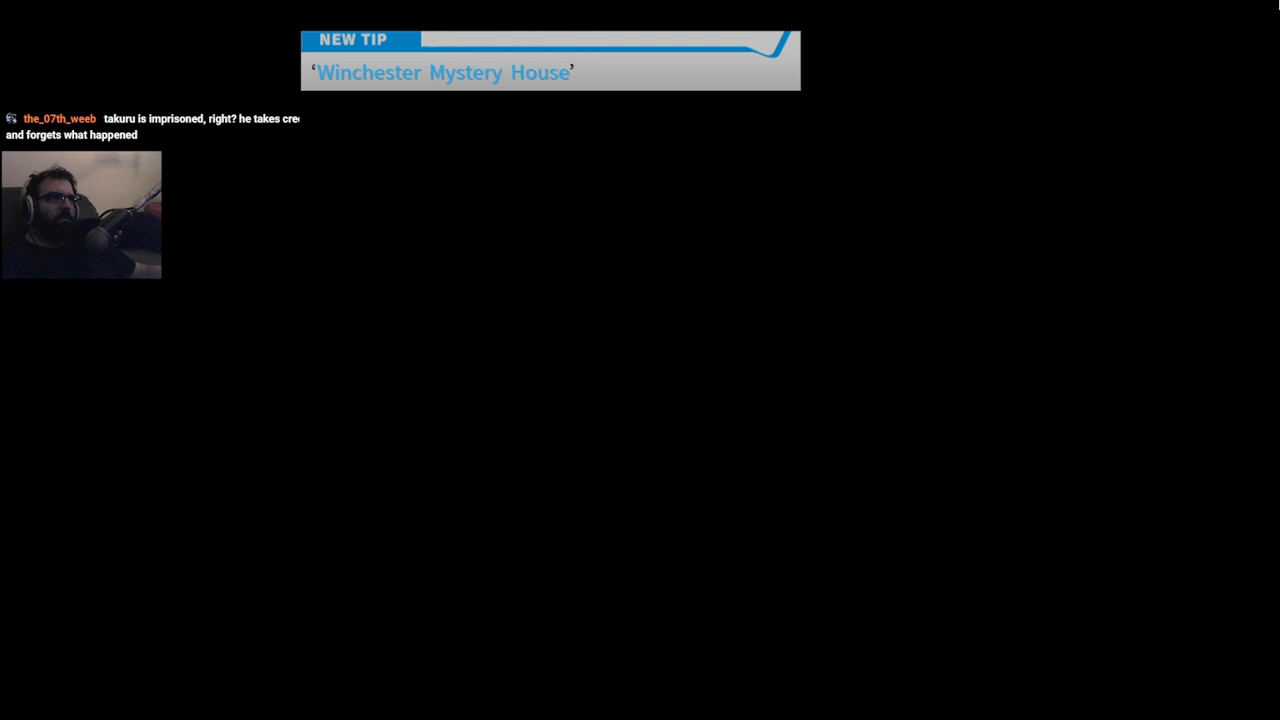 NEW TIP
‘Winchester Mystery House’
the_07th_weeb takuru is imprisoned, right? he takes
and forgets what happened